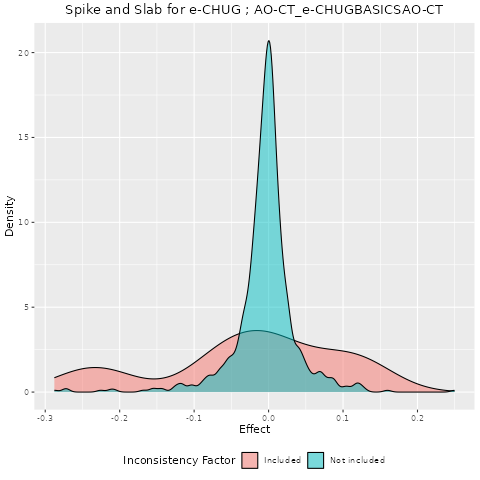 Spike and Slab for e-CHUG ; AO-CT_e-CHUGBASICSAO-CT
Density
20
15
10
5
0
-0.3 -0.2 -0.1 0.0 0.1 0.2
Effect
Inconsistency Factor Included Not included